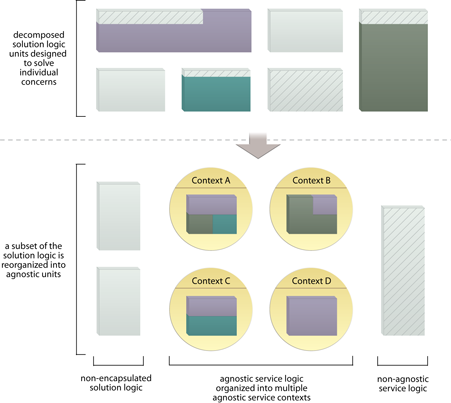 decomposed
solution logic
units designed
to solve
individual
concerns
Context A
Context B
a subset of the
solution logic is
reorganized into
agnostic units
Context C
Context D
non-encapsulated
solution logic
agnostic service logic
organized into multiple
agnostic service contexts
non-agnostic
service logic